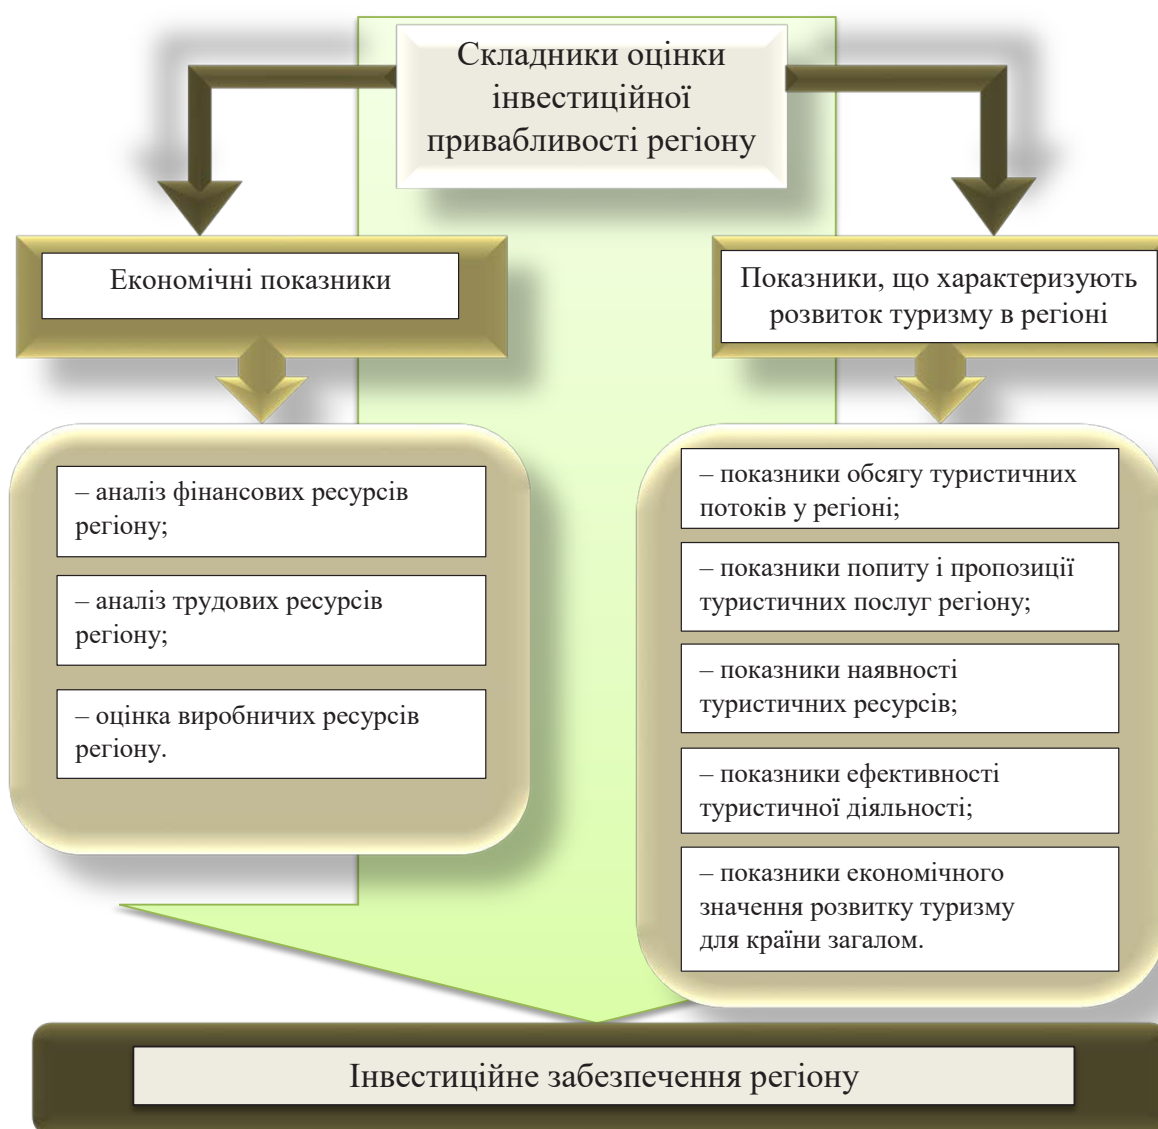 Складники оцінки
інвестиційної
привабливості регіону
Економічні показники
– аналіз фінансових ресурсів
регіону;
– аналіз трудових ресурсів
регіону;
– оцінка виробничих ресурсів
регіону.
Показники, що характеризують
розвиток туризму в регіоні
– показники обсягу туристичних
потоків у регіоні;
– показники попиту і пропозиції
туристичних послуг регіону;
– показники наявності
туристичних ресурсів;
– показники ефективності
туристичної діяльності;
– показники економічного
значення розвитку туризму
для країни загалом.
Інвестиційне забезпечення регіону